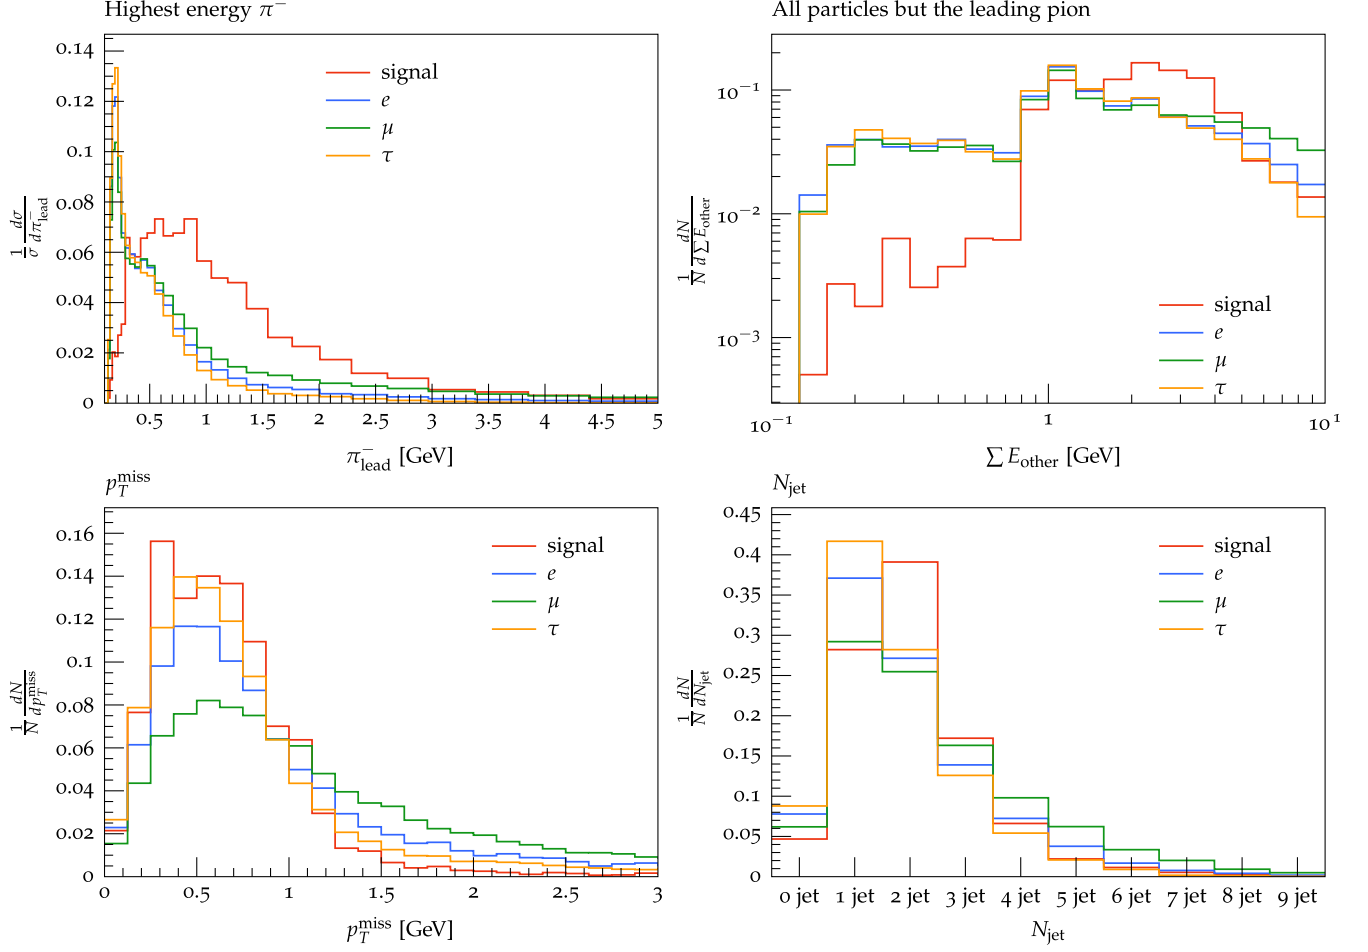 Highest energy π⁻
0.14
0.12
0.1
0.08
0.06
0.04
0.02
0
1/σ dσ/dπ⁻_lead
signal
e
μ
τ
0.5 1 1.5 2 2.5 3 3.5 4 4.5 5
π⁻_lead [GeV]
All particles but the leading pion
10⁻¹
10⁻²
10⁻³
1/N dN/d∑E_other
signal
e
μ
τ
10⁻¹ 1 10¹
∑ E_other [GeV]
p_T^miss
0.16
0.14
0.12
0.1
0.08
0.06
0.04
0.02
0
1/N dN/dp_T^miss
signal
e
μ
τ
0 0.5 1 1.5 2 2.5 3
p_T^miss [GeV]
N_jet
0.45
0.4
0.35
0.3
0.25
0.2
0.15
0.1
0.05
0
1/N dN/dN_jet
signal
e
μ
τ
0 jet 1 jet 2 jet 3 jet 4 jet 5 jet 6 jet 7 jet 8 jet 9 jet
N_jet